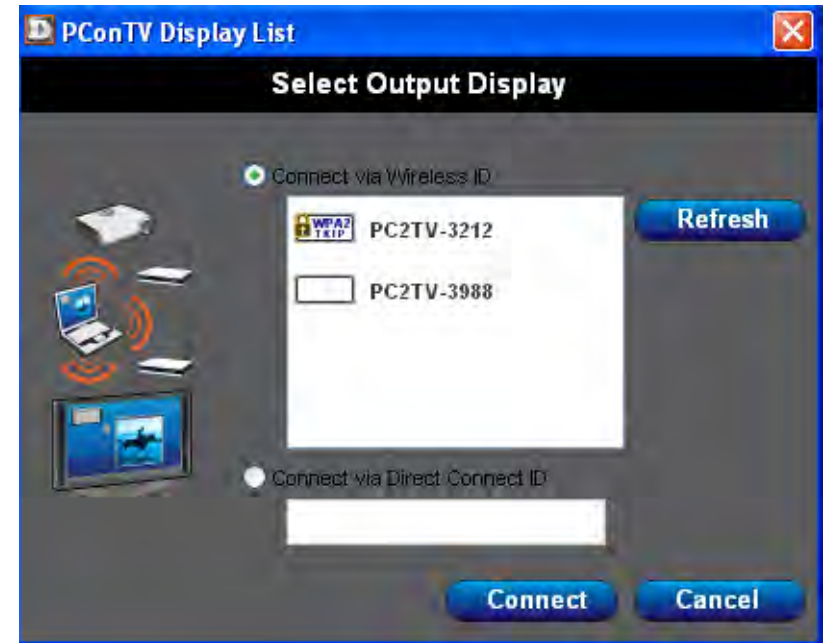 D PConTV Display List
Select Output Display
Connect via Wireless ID
WPA2
TKIP
PC2TV-3212
Refresh
PC2TV-3988
Connect via Direct Connect ID
Connect
Cancel